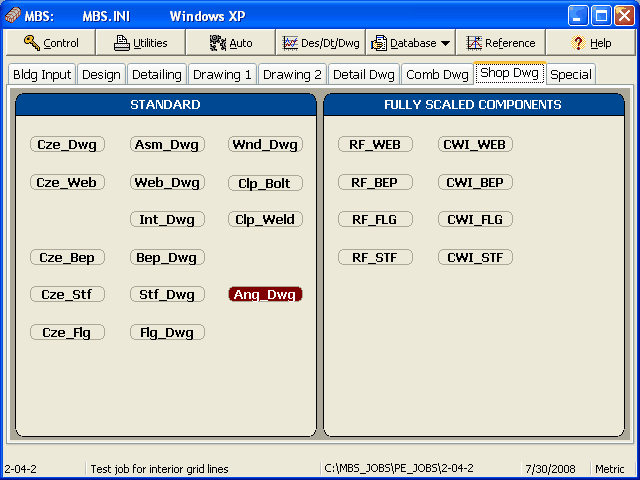 MBS: MBS.INI Windows XP
Control Utilities Auto Des/Dt/Dwg Database Reference Help
Bldg Input Design Detailing Drawing 1 Drawing 2 Detail Dwg Comb Dwg Shop Dwg Special
STANDARD FULLY SCALED COMPONENTS
Cze_Dwg Asm_Dwg Wnd_Dwg RF_WEB CWI_WEB
Cze_Web Web_Dwg Clp_Bolt RF_BEP CWI_BEP
Int_Dwg Clp_Weld RF_FLG CWI_FLG
Cze_Bep Bep_Dwg RF_STF CWI_STF
Cze_Stf Stf_Dwg Ang_Dwg
Cze_Flg Flg_Dwg
2-04-2 Test job for interior grid lines C:\MBS_JOBS\PE_JOBS\2-04-2 7/30/2008 Metric